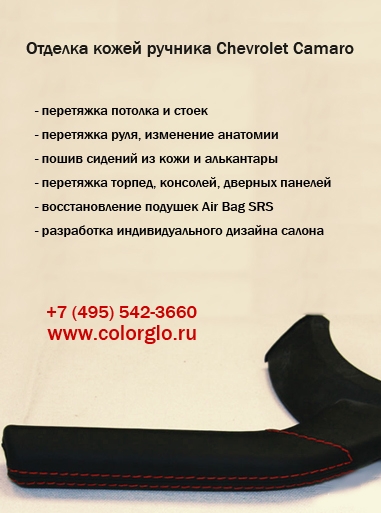 Отделка кожей ручника Chevrolet Camaro
- перетяжка потолка и стоек
- перетяжка руля, изменение анатомии
- пошив сидений из кожи и алькантары
- перетяжка торпед, консолей, дверных панелей
- восстановление подушек Air Bag SRS
- разработка индивидуального дизайна салона
+7 (495) 542-3660
www.colorglo.ru